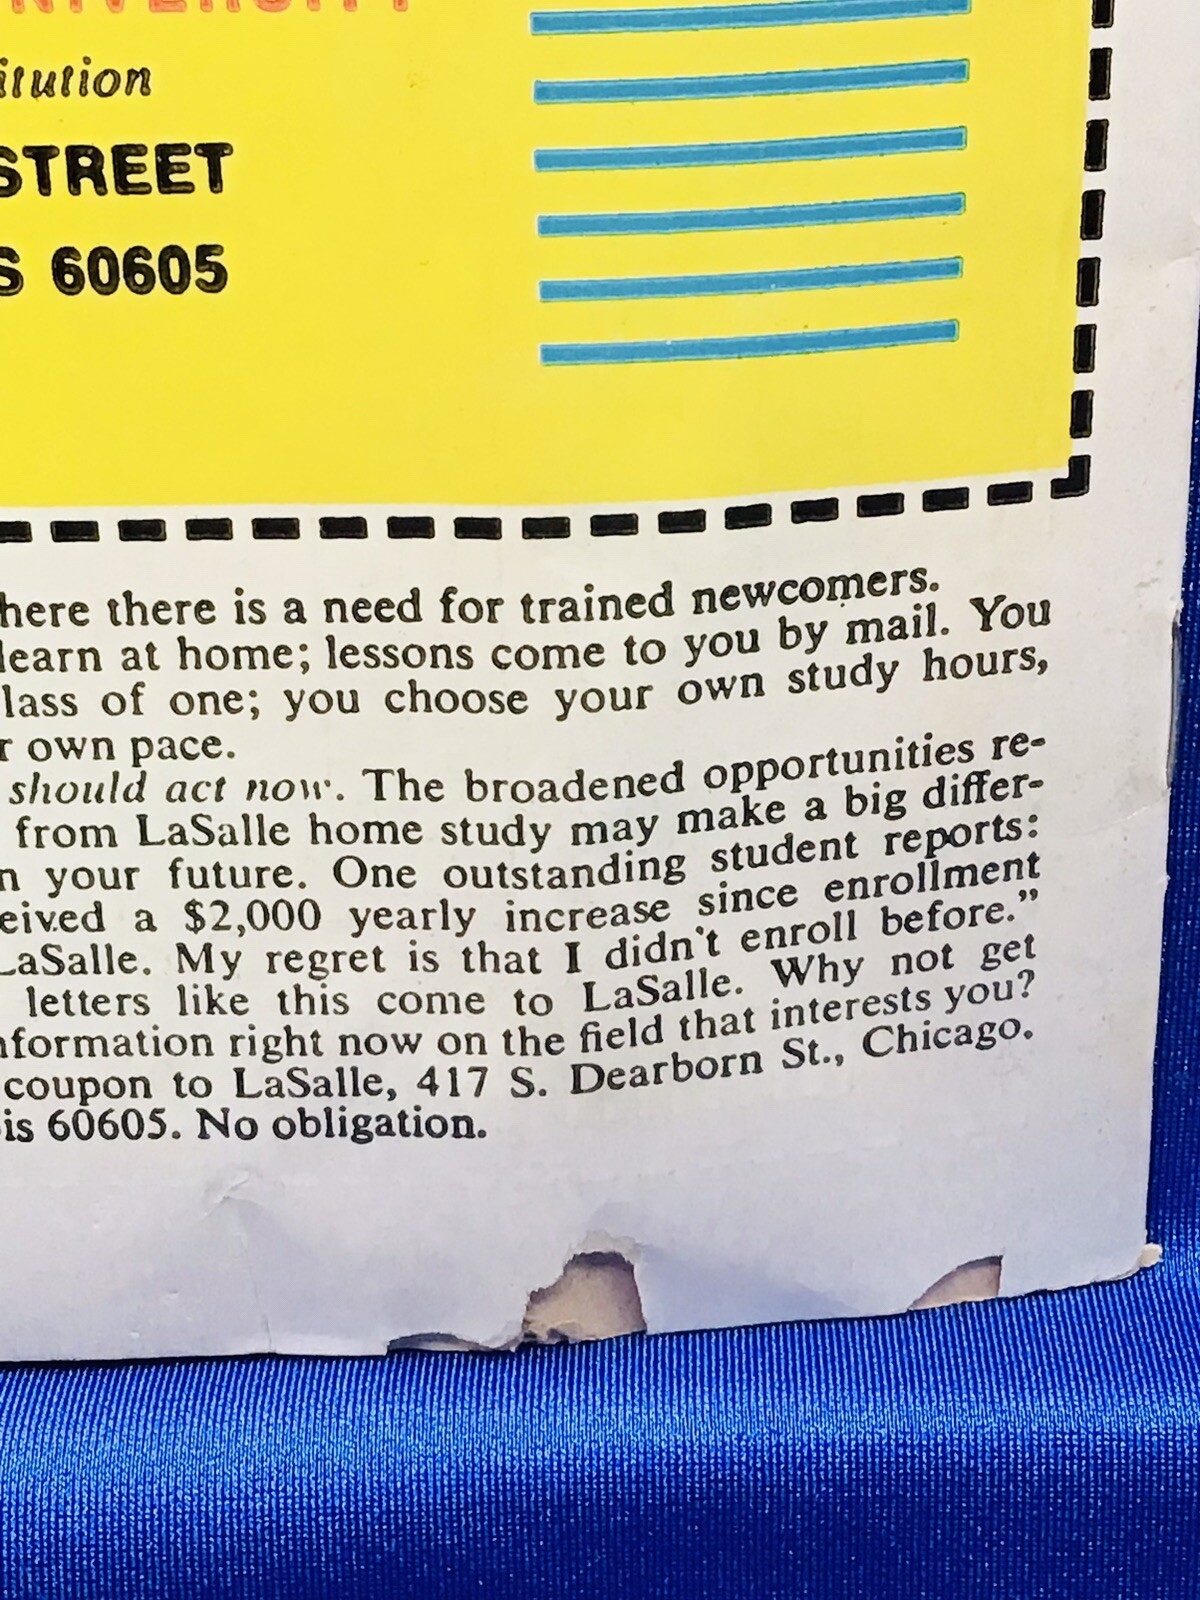 NIVERSITY
itution
STREET
S 60605
here there is a need for trained newcomers.
learn at home; lessons come to you by mail. You
lass of one; you choose your own study hours,
r own pace.
should act now. The broadened opportunities re-
from LaSalle home study may make a big differ-
n your future. One outstanding student reports:
eived a $2,000 yearly increase since enrollment
LaSalle. My regret is that I didn't enroll before.”
letters like this come to LaSalle. Why not get
nformation right now on the field that interests you?
coupon to LaSalle, 417 S. Dearborn St., Chicago.
is 60605. No obligation.